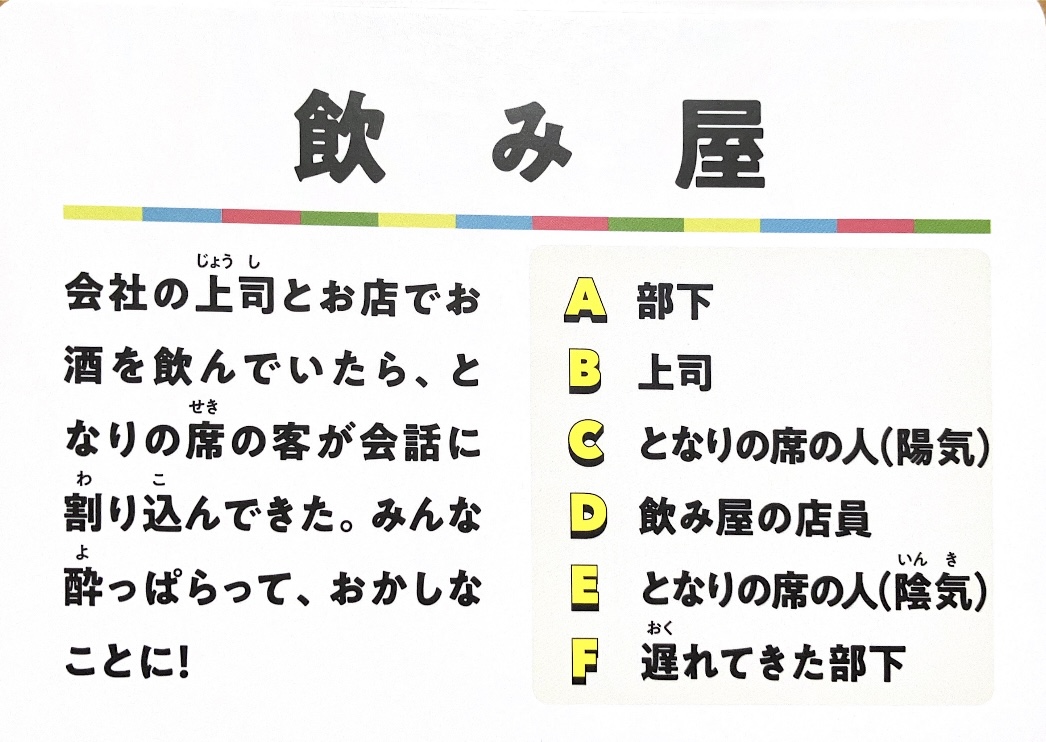 飲み屋
会社の上司とお店でお
酒を飲んでいたら、と
なりの席の客が会話に
割り込んできた。みんな
酔っぱらって、おかしな
ことに!
A 部下
B 上司
C となりの席の人(陽気)
D 飲み屋の店員
E となりの席の人(陰気)
F 遅れてきた部下
じょう し
せき
わ こ
よ
いん き
おく